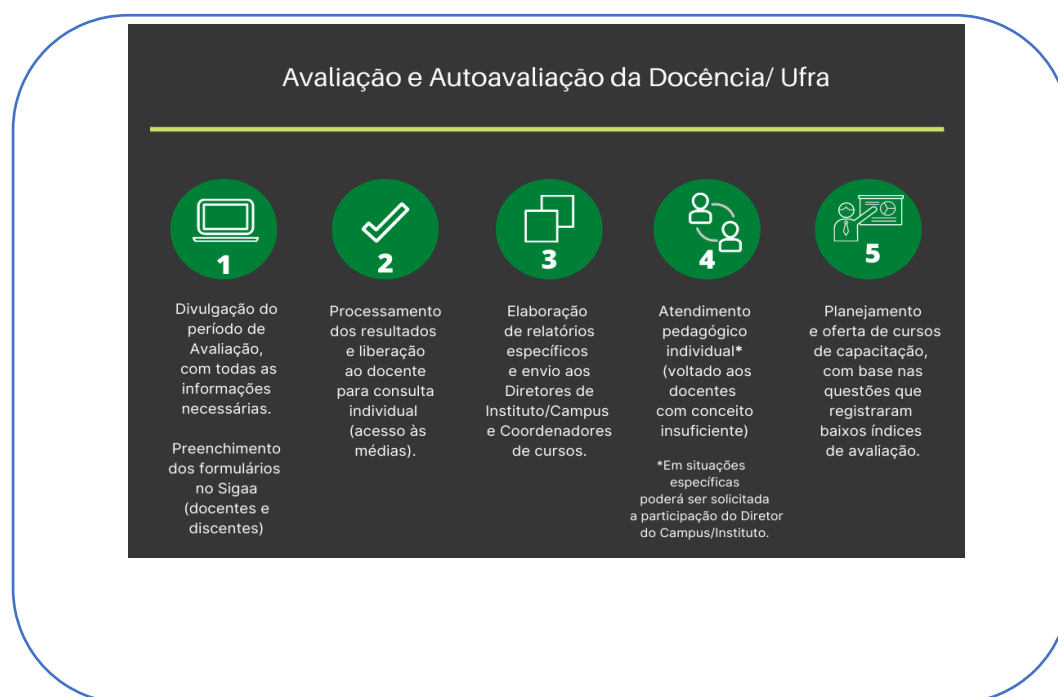 Avaliação e Autoavaliação da Docência/ Ufra
1
Divulgação do
período de
Avaliação,
com todas as
informações
necessárias.
Preenchimento
dos formulários
no Sigaa
(docentes e
discentes)
2
Processamento
dos resultados
e liberação
ao docente
para consulta
individual
(acesso às
médias).
3
Elaboração
de relatórios
específicos
e envio aos
Diretores de
Instituto/Campus
e Coordenadores
de cursos.
4
Atendimento
pedagógico
individual*
(voltado aos
docentes
com conceito
insuficiente)
*Em situações
específicas
poderá ser solicitada
a participação do Diretor
do Campus/Instituto.
5
Planejamento
e oferta de cursos
de capacitação,
com base nas
questões que
registraram
baixos índices
de avaliação.